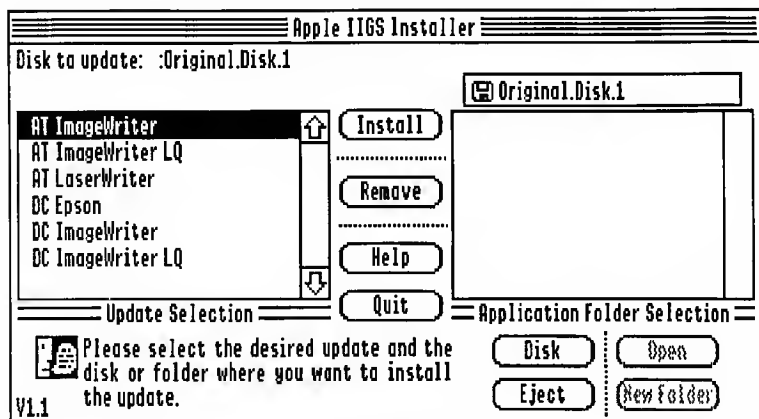 Apple IIGS Installer
Disk to update: :Original.Disk.1
Original.Disk.1
AT ImageWriter
AT ImageWriter LQ
AT LaserWriter
DC Epson
DC ImageWriter
DC ImageWriter LQ
Install
Remove
Help
Quit
Update Selection
Application Folder Selection
Please select the desired update and the
disk or folder where you want to install
the update.
V1.1
Disk
Open
Eject
New Folder